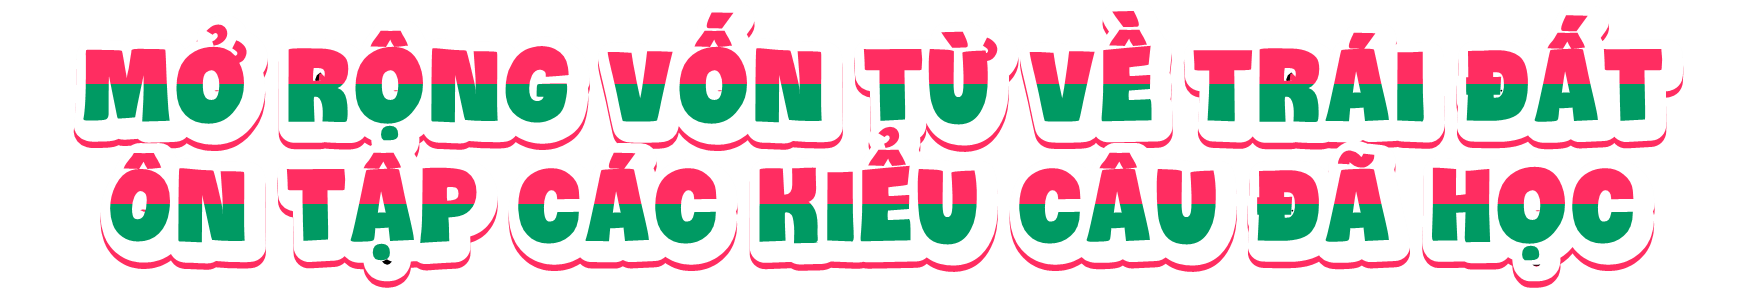 MỞ RỘNG VỐN TỪ VỀ TRÁI ĐẤT
ÔN TẬP CÁC KIỂU CÂU ĐÃ HỌC